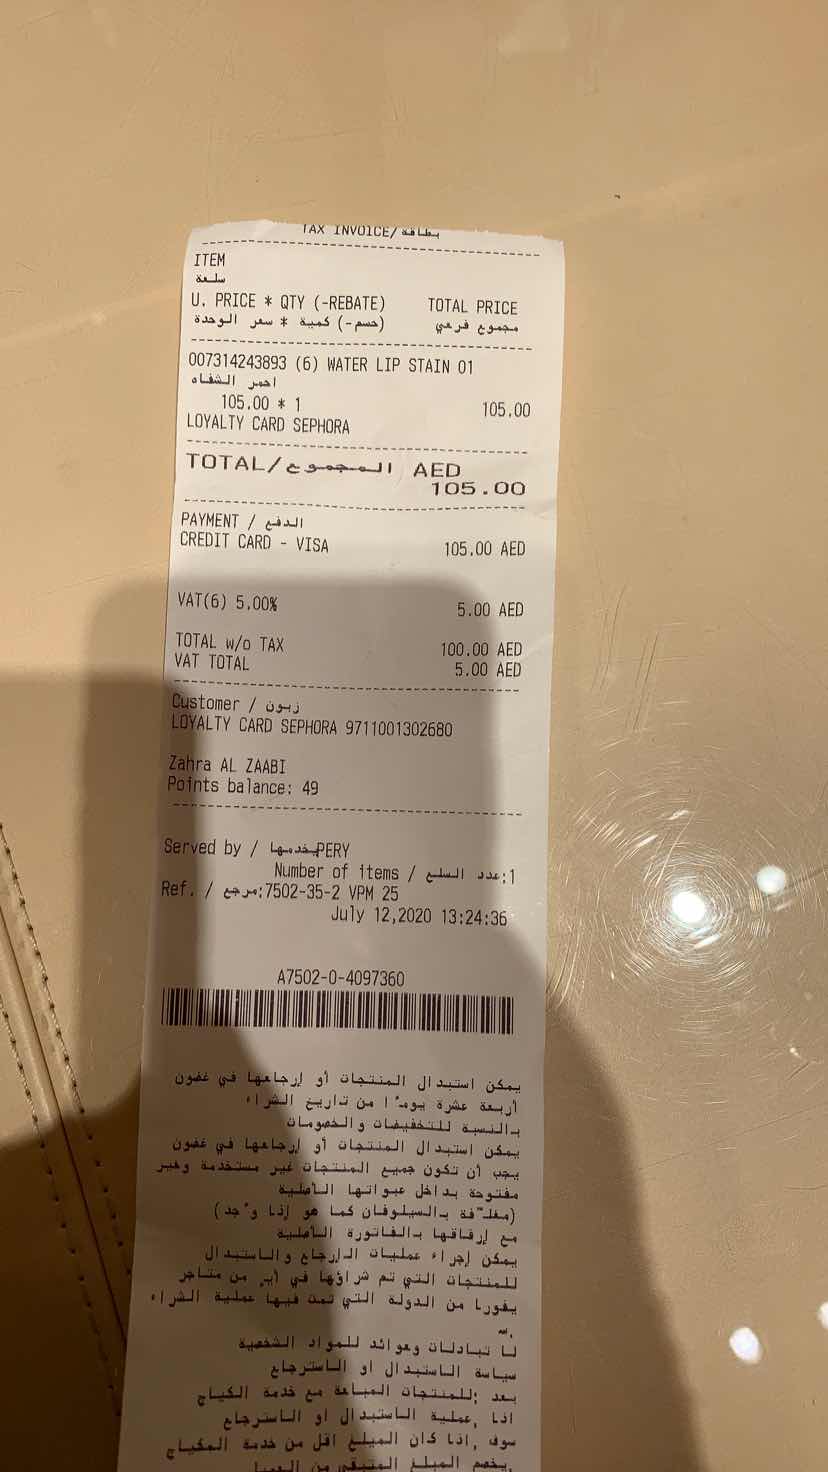 TAX INVOICE/بطاقة
ITEM
سلعة
U. PRICE * QTY (-REBATE) TOTAL PRICE
(حسم-) كمية * سعر الوحدة مجموع فرعي
007314243893 (6) WATER LIP STAIN 01
احمر الشفاه
105.00 * 1 105.00
LOYALTY CARD SEPHORA
TOTAL/المجموع AED
105.00
PAYMENT / الدفع
CREDIT CARD - VISA 105.00 AED
VAT(6) 5.00% 5.00 AED
TOTAL w/o TAX 100.00 AED
VAT TOTAL 5.00 AED
Customer / زبون
LOYALTY CARD SEPHORA 9711001302680
Zahra AL ZAABI
Points balance: 49
Served by / يخدمها PERY
Number of items / عدد السلع:1
Ref. / مرجع:7502-35-2 VPM 25
July 12,2020 13:24:36
A7502-0-4097360
يمكن استبدال المنتجات أو إرجاعها في غضون
أربعة عشرة يومًا من تاريخ الشراء
بالنسبة للتخفيضات والخصومات
يمكن استبدال المنتجات أو إرجاعها في غضون
يجب أن تكون جميع المنتجات غير مستخدمة وغير
مفتوحة بداخل عبواتها الأصلية
(مغلّفة بالسيلوفان كما هو إذا وُجد)
مع إرفاقها بالفاتورة الأصلية
يمكن إجراء عمليات الإرجاع والاستبدال
للمنتجات التي تم شراؤها في أيٍ من متاجر
يفورا من الدولة التي تمت فيها عملية الشراء
.س
لا تبادلات وعوائد للمواد الشخصية
سياسة الاستبدال او الاسترجاع
بعد ;للمنتجات المباعة مع خدمة الكياج
اذا ,عملية الاستبدال او الاسترجاع
سوف ,اذا كان المبلغ اقل من خدمة المكياج
.يخصم المبلغ المتبقي من